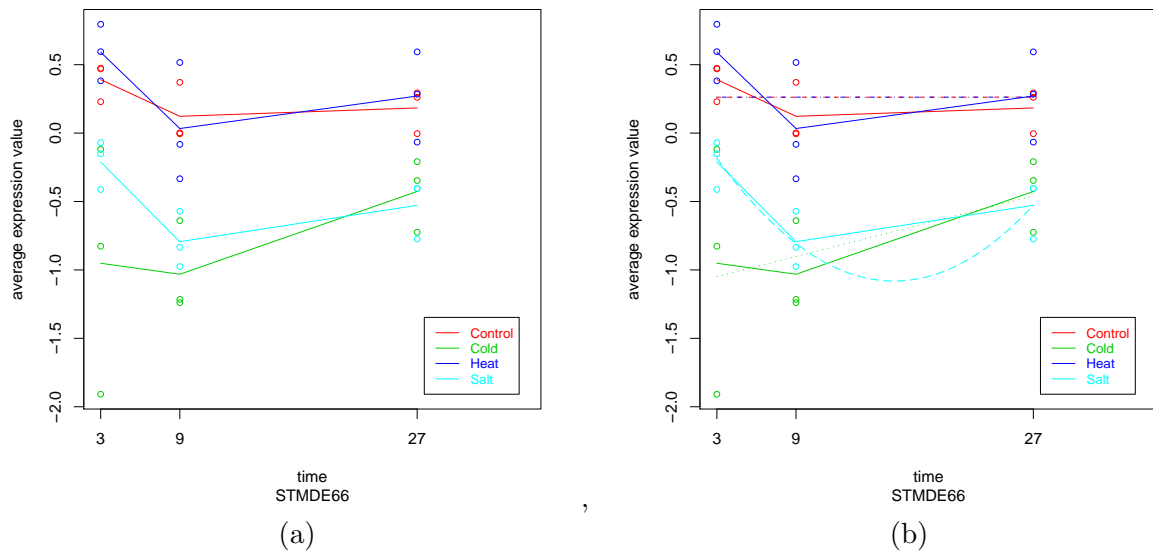 average expression value
0.5
0.0
−0.5
−1.0
−1.5
−2.0
3
9
27
Control
Cold
Heat
Salt
time
STMDE66
(a)
,
average expression value
0.5
0.0
−0.5
−1.0
−1.5
−2.0
3
9
27
Control
Cold
Heat
Salt
time
STMDE66
(b)